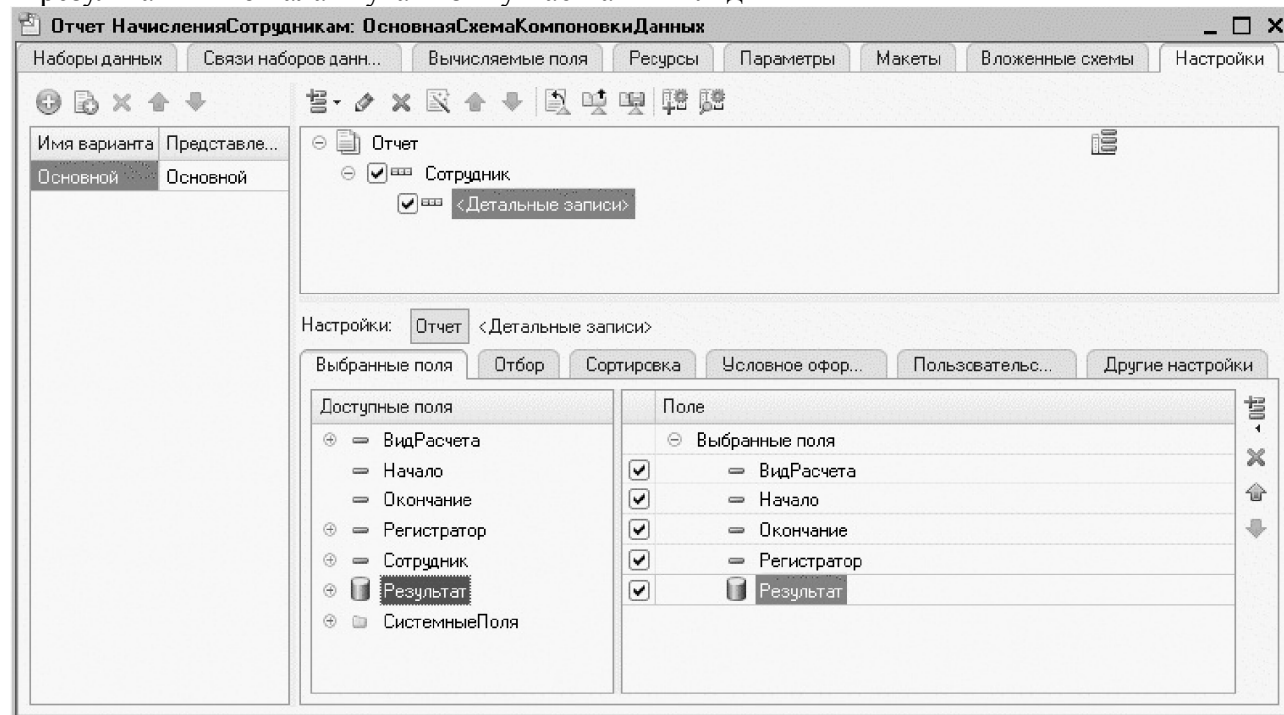 Отчет НачисленияСотрудникам: ОсновнаяСхемаКомпоновкиДанных
Наборы данных Связи наборов данн... Вычисляемые поля Ресурсы Параметры Макеты Вложенные схемы Настройки
Имя варианта Представле...
Основной Основной
Отчет
Сотрудник
<Детальные записи>
Настройки: Отчет <Детальные записи>
Выбранные поля Отбор Сортировка Условное офор... Пользовательс... Другие настройки
Доступные поля Поле
ВидРасчета Выбранные поля
Начало ВидРасчета
Окончание Начало
Регистратор Окончание
Сотрудник Регистратор
Результат Результат
СистемныеПоля